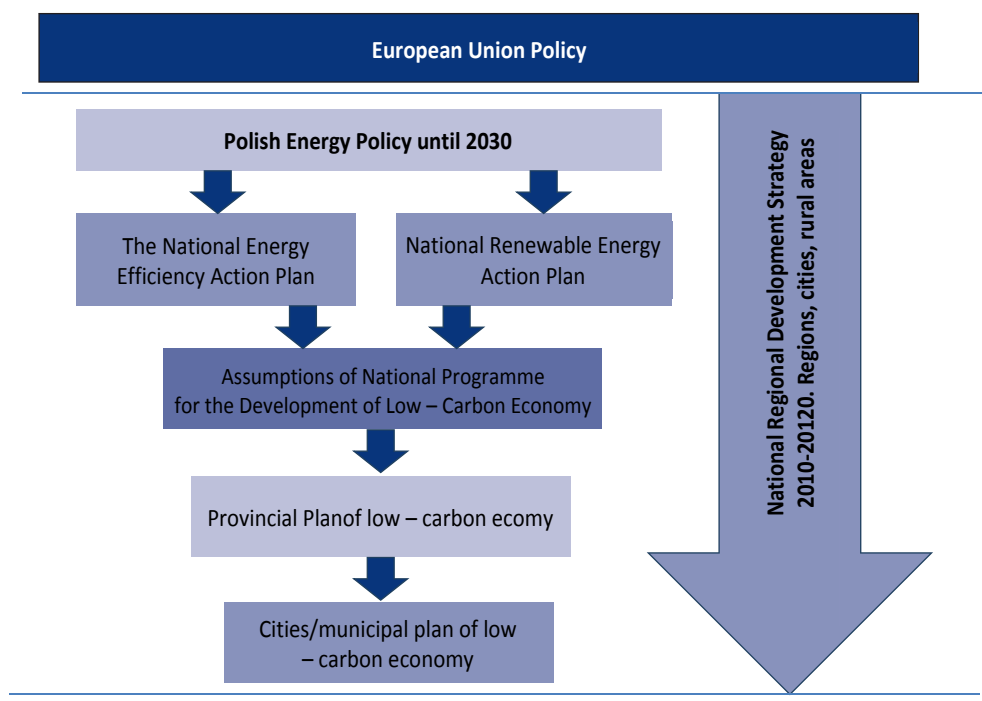 European Union Policy
Polish Energy Policy until 2030
The National Energy
Efficiency Action Plan
National Renewable Energy
Action Plan
Assumptions of National Programme
for the Development of Low – Carbon Economy
Provincial Planof low – carbon ecomy
Cities/municipal plan of low
– carbon economy
National Regional Development Strategy
2010-20120. Regions, cities, rural areas